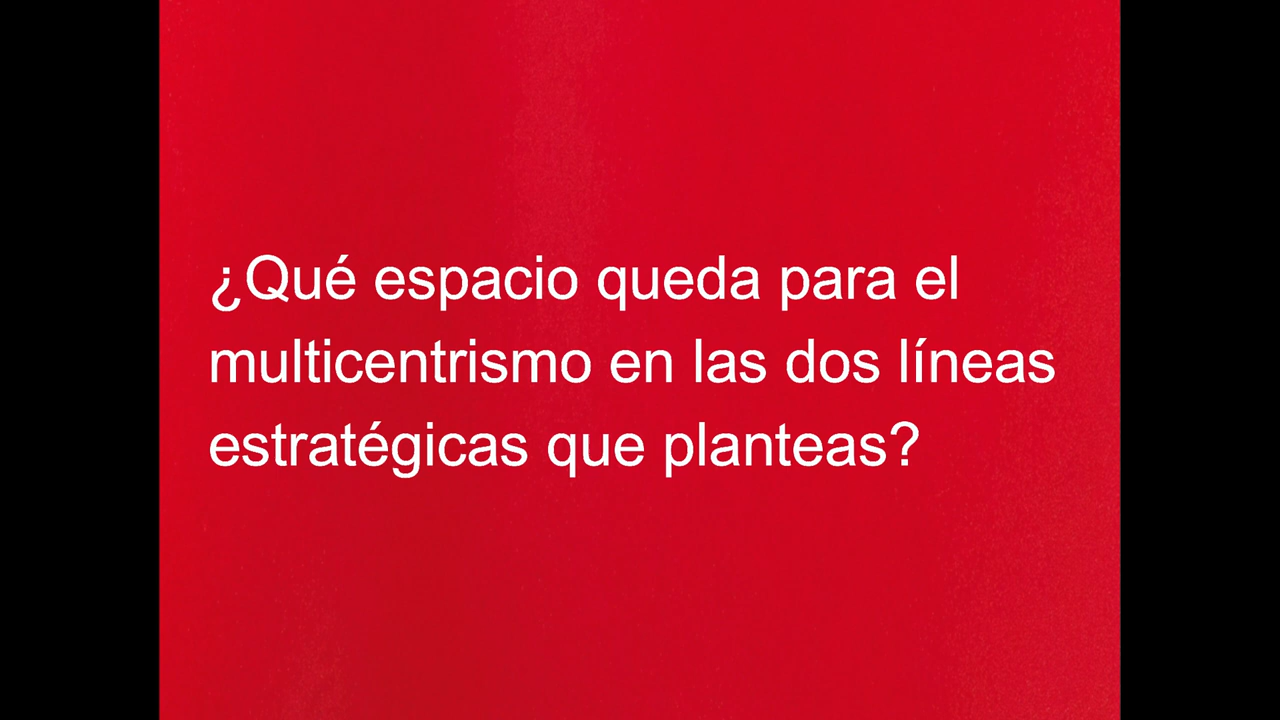 ¿Qué espacio queda para el
multicentrismo en las dos líneas
estratégicas que planteas?